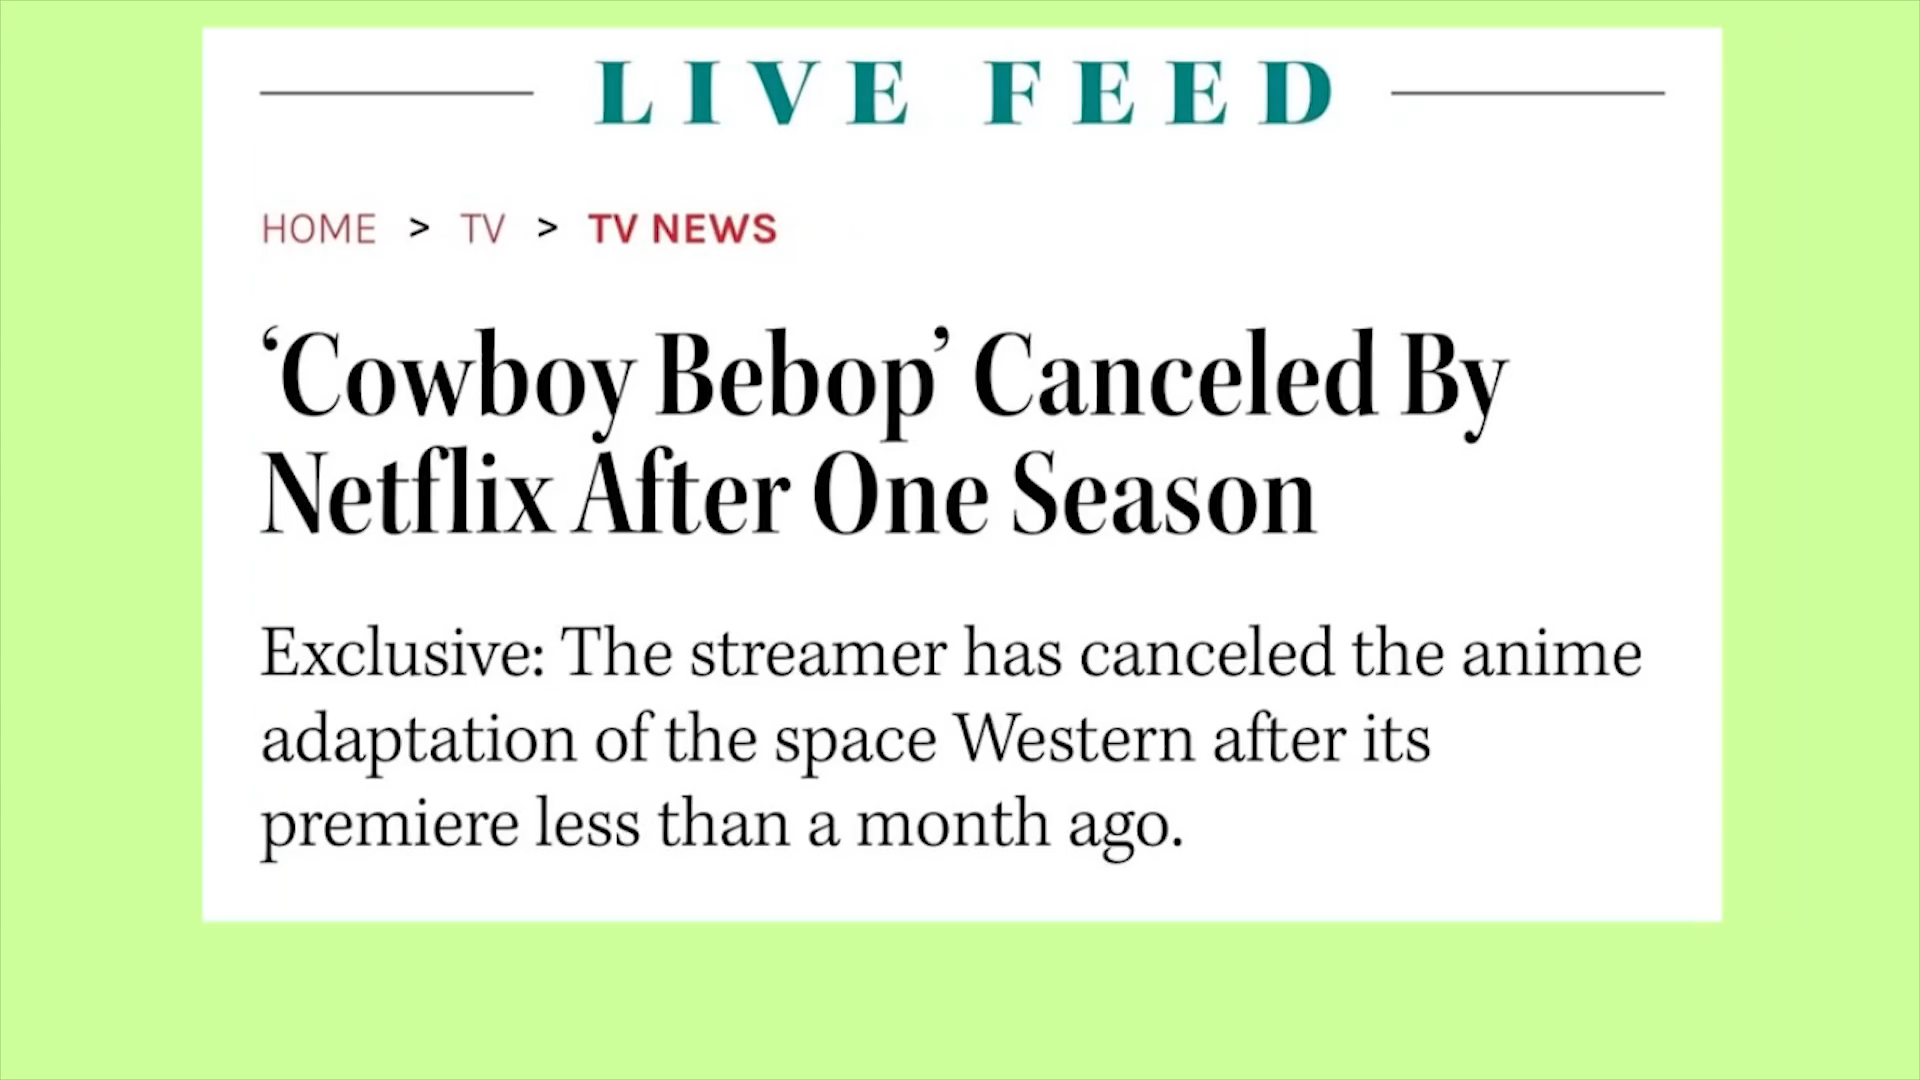 LIVE FEED
HOME > TV > TV NEWS
‘Cowboy Bebop’ Canceled By
Netflix After One Season
Exclusive: The streamer has canceled the anime
adaptation of the space Western after its
premiere less than a month ago.